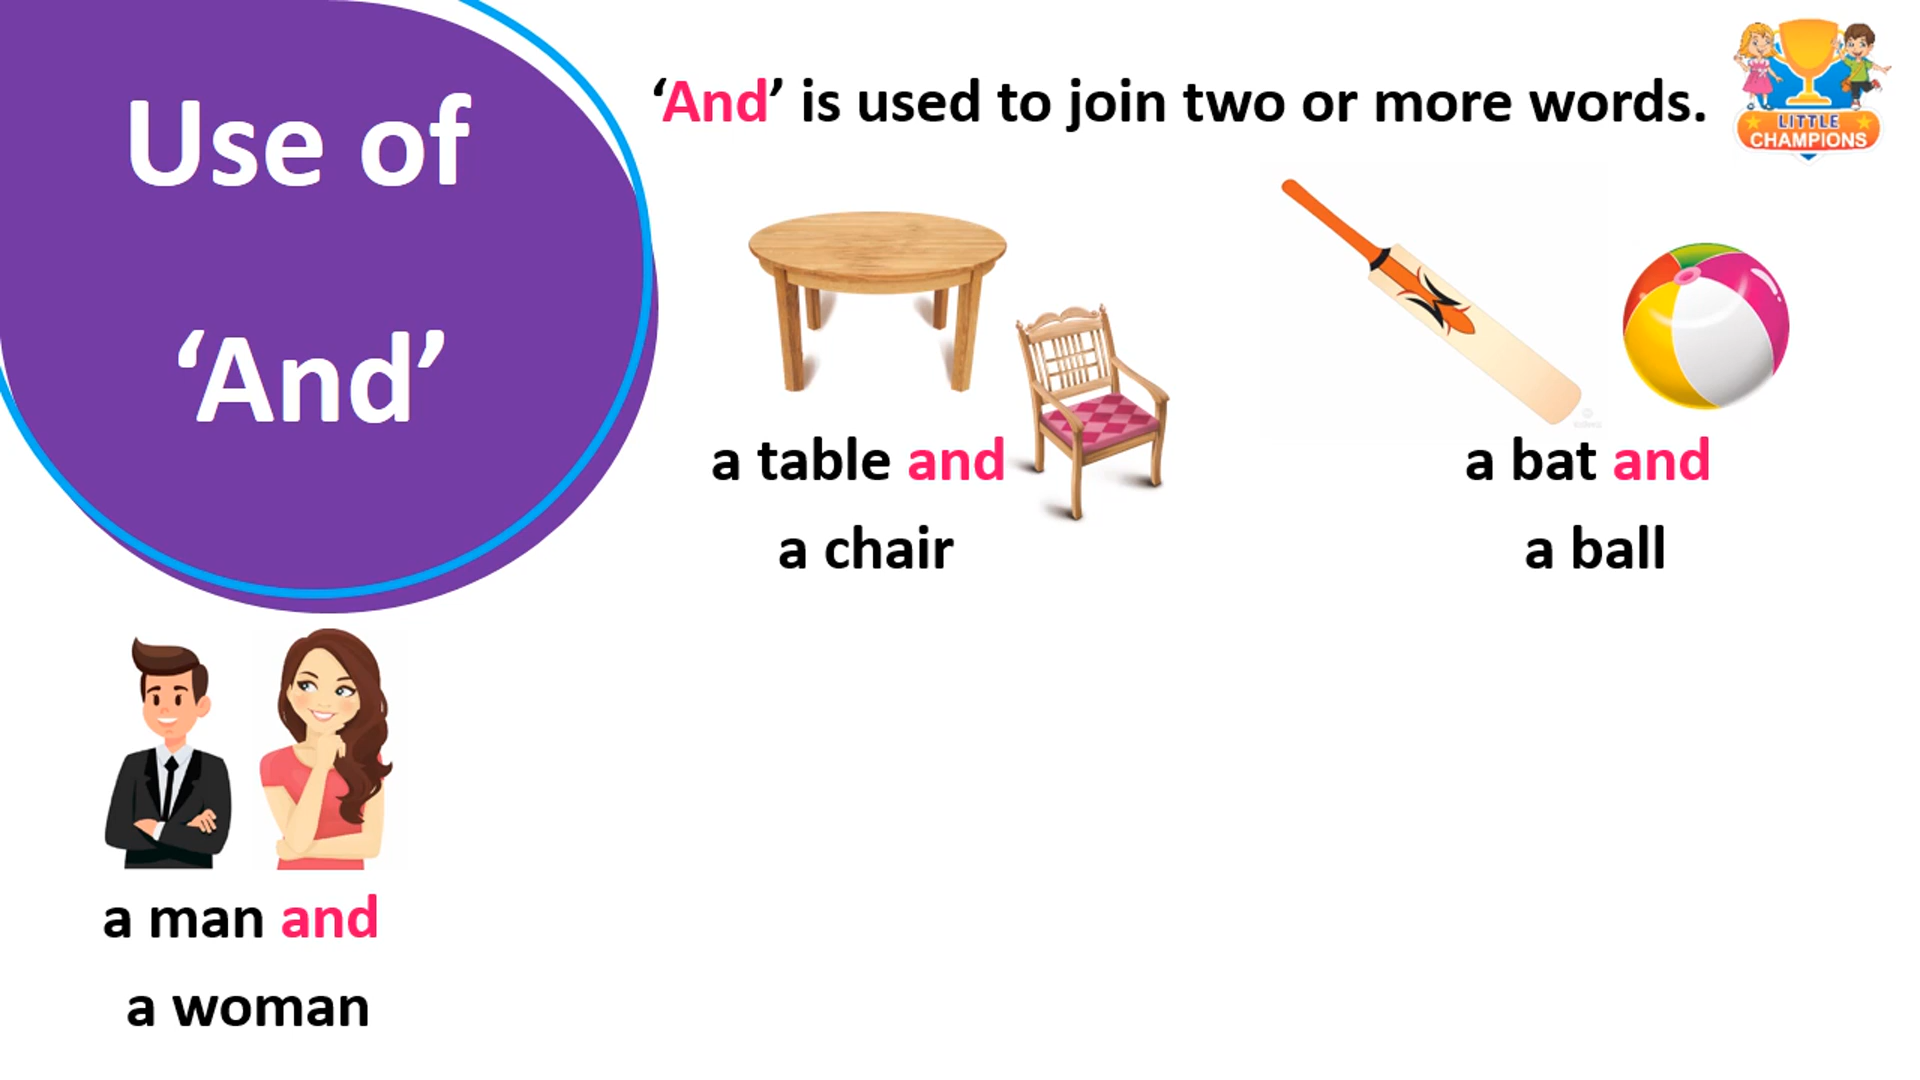 Use of
‘And’
‘And’ is used to join two or more words.
LITTLE
CHAMPIONS
a table and
a chair
a bat and
a ball
a man and
a woman